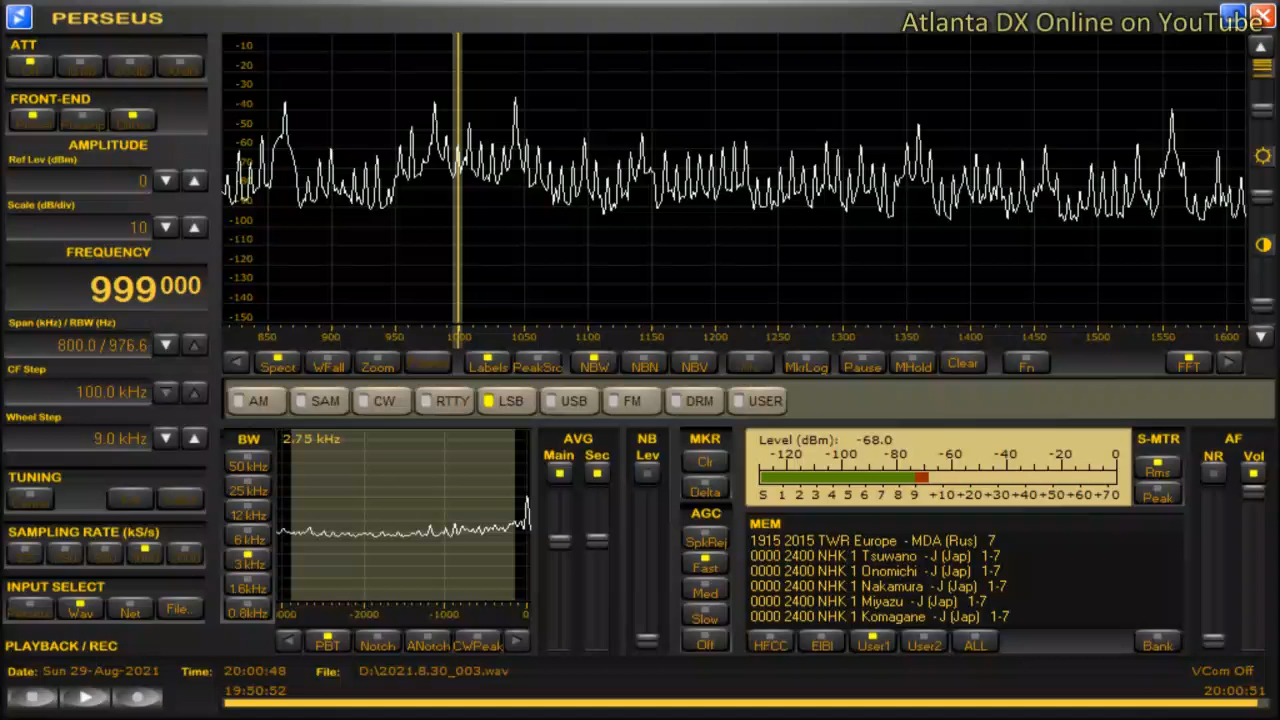 PERSEUS
Atlanta DX Online on YouTube
ATT
FRONT-END
AMPLITUDE
Ref Lev (dBm)
0
Scale (dB/div)
10
FREQUENCY
999000
Span (kHz) / RBW (Hz)
800.0 / 976.6
CF Step
100.0 kHz
Wheel Step
9.0 kHz
TUNING
SAMPLING RATE (kS/s)
INPUT SELECT
Wav Net File..
PLAYBACK / REC
-10
-20
-30
-40
-50
-60
-70
-80
-90
-100
-110
-120
-130
-140
-150
850 900 950 1000 1050 1100 1150 1200 1250 1300 1350 1400 1450 1500 1550 1600
Spect WFall Zoom Labels PeakSrc NBW NBN NBV MkrLog Pause MHold Clear Fn FFT
AM SAM CW RTTY LSB USB FM DRM USER
BW
50 kHz
25 kHz
12 kHz
6 kHz
3 kHz
1.6kHz
0.8kHz
2.75 kHz
-2000 -1000 0
PBT Notch ANotch CWPeak
AVG
Main Sec
NB
Lev
MKR
Clr
Delta
AGC
SpkRej
Fast
Med
Slow
Off
Level (dBm): -68.0
-120 -100 -80 -60 -40 -20 0
S 1 2 3 4 5 6 7 8 9 +10+20+30+40+50+60+70
S-MTR
Rms
Peak
AF
NR Vol
MEM
1915 2015 TWR Europe - MDA (Rus) 7
0000 2400 NHK 1 Tsuwano - J (Jap) 1-7
0000 2400 NHK 1 Onomichi - J (Jap) 1-7
0000 2400 NHK 1 Nakamura - J (Jap) 1-7
0000 2400 NHK 1 Miyazu - J (Jap) 1-7
0000 2400 NHK 1 Komagane - J (Jap) 1-7
HFCC EIBI User1 User2 ALL Bank
Date: Sun 29-Aug-2021 Time: 20:00:48 File: D:\2021.8.30_003.wav VCom Off
19:50:52 20:00:51